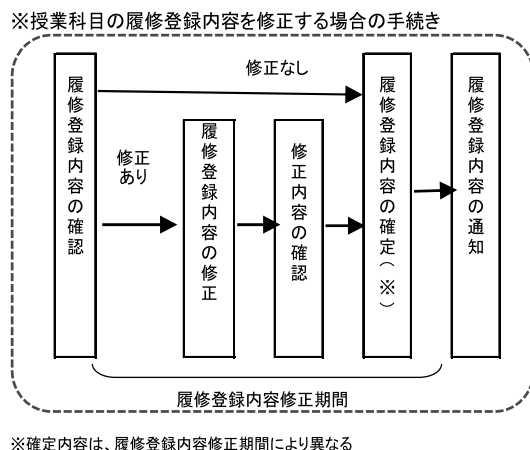 ※授業科目の履修登録内容を修正する場合の手続き
修正なし
履修登録内容の確認
修正
あり
履修登録内容の修正
修正内容の確認
履修登録内容の確定(※)
履修登録内容の通知
履修登録内容修正期間
※確定内容は、履修登録内容修正期間により異なる